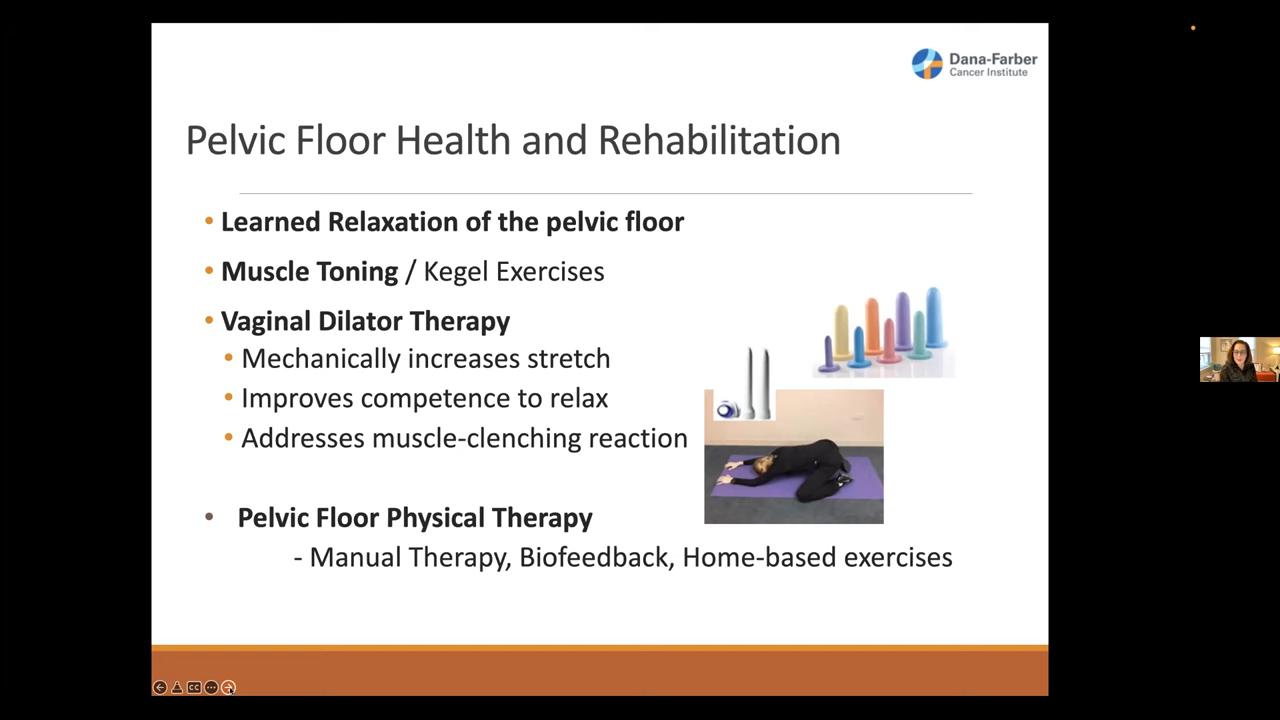 Dana-Farber
Cancer Institute
Pelvic Floor Health and Rehabilitation
• Learned Relaxation of the pelvic floor
• Muscle Toning / Kegel Exercises
• Vaginal Dilator Therapy
• Mechanically increases stretch
• Improves competence to relax
• Addresses muscle-clenching reaction
• Pelvic Floor Physical Therapy
- Manual Therapy, Biofeedback, Home-based exercises
CC